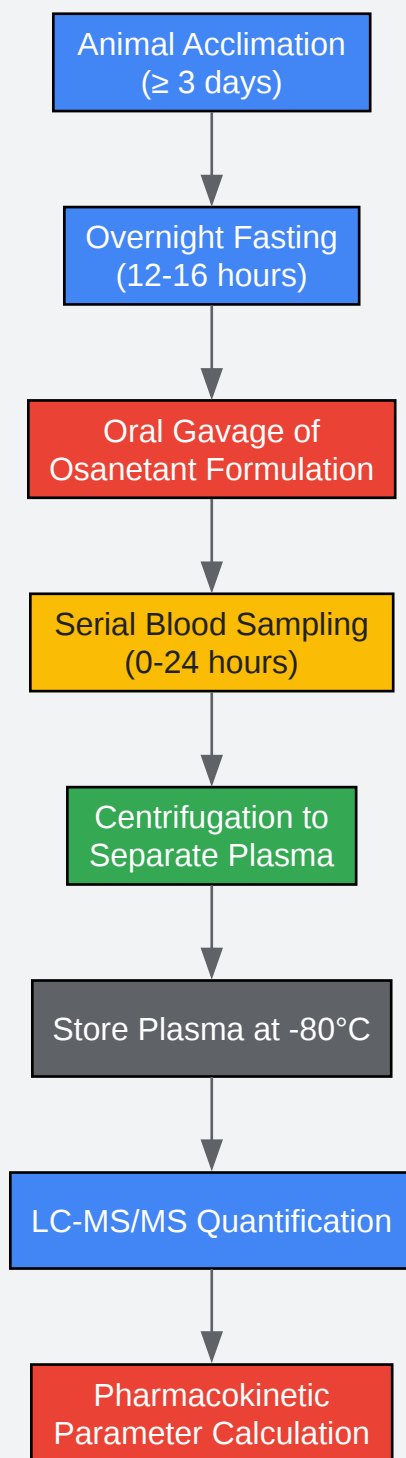 Animal Acclimation
(≥ 3 days)
Overnight Fasting
(12-16 hours)
Oral Gavage of
Osanetant Formulation
Serial Blood Sampling
(0-24 hours)
Centrifugation to
Separate Plasma
Store Plasma at -80°C
LC-MS/MS Quantification
Pharmacokinetic
Parameter Calculation